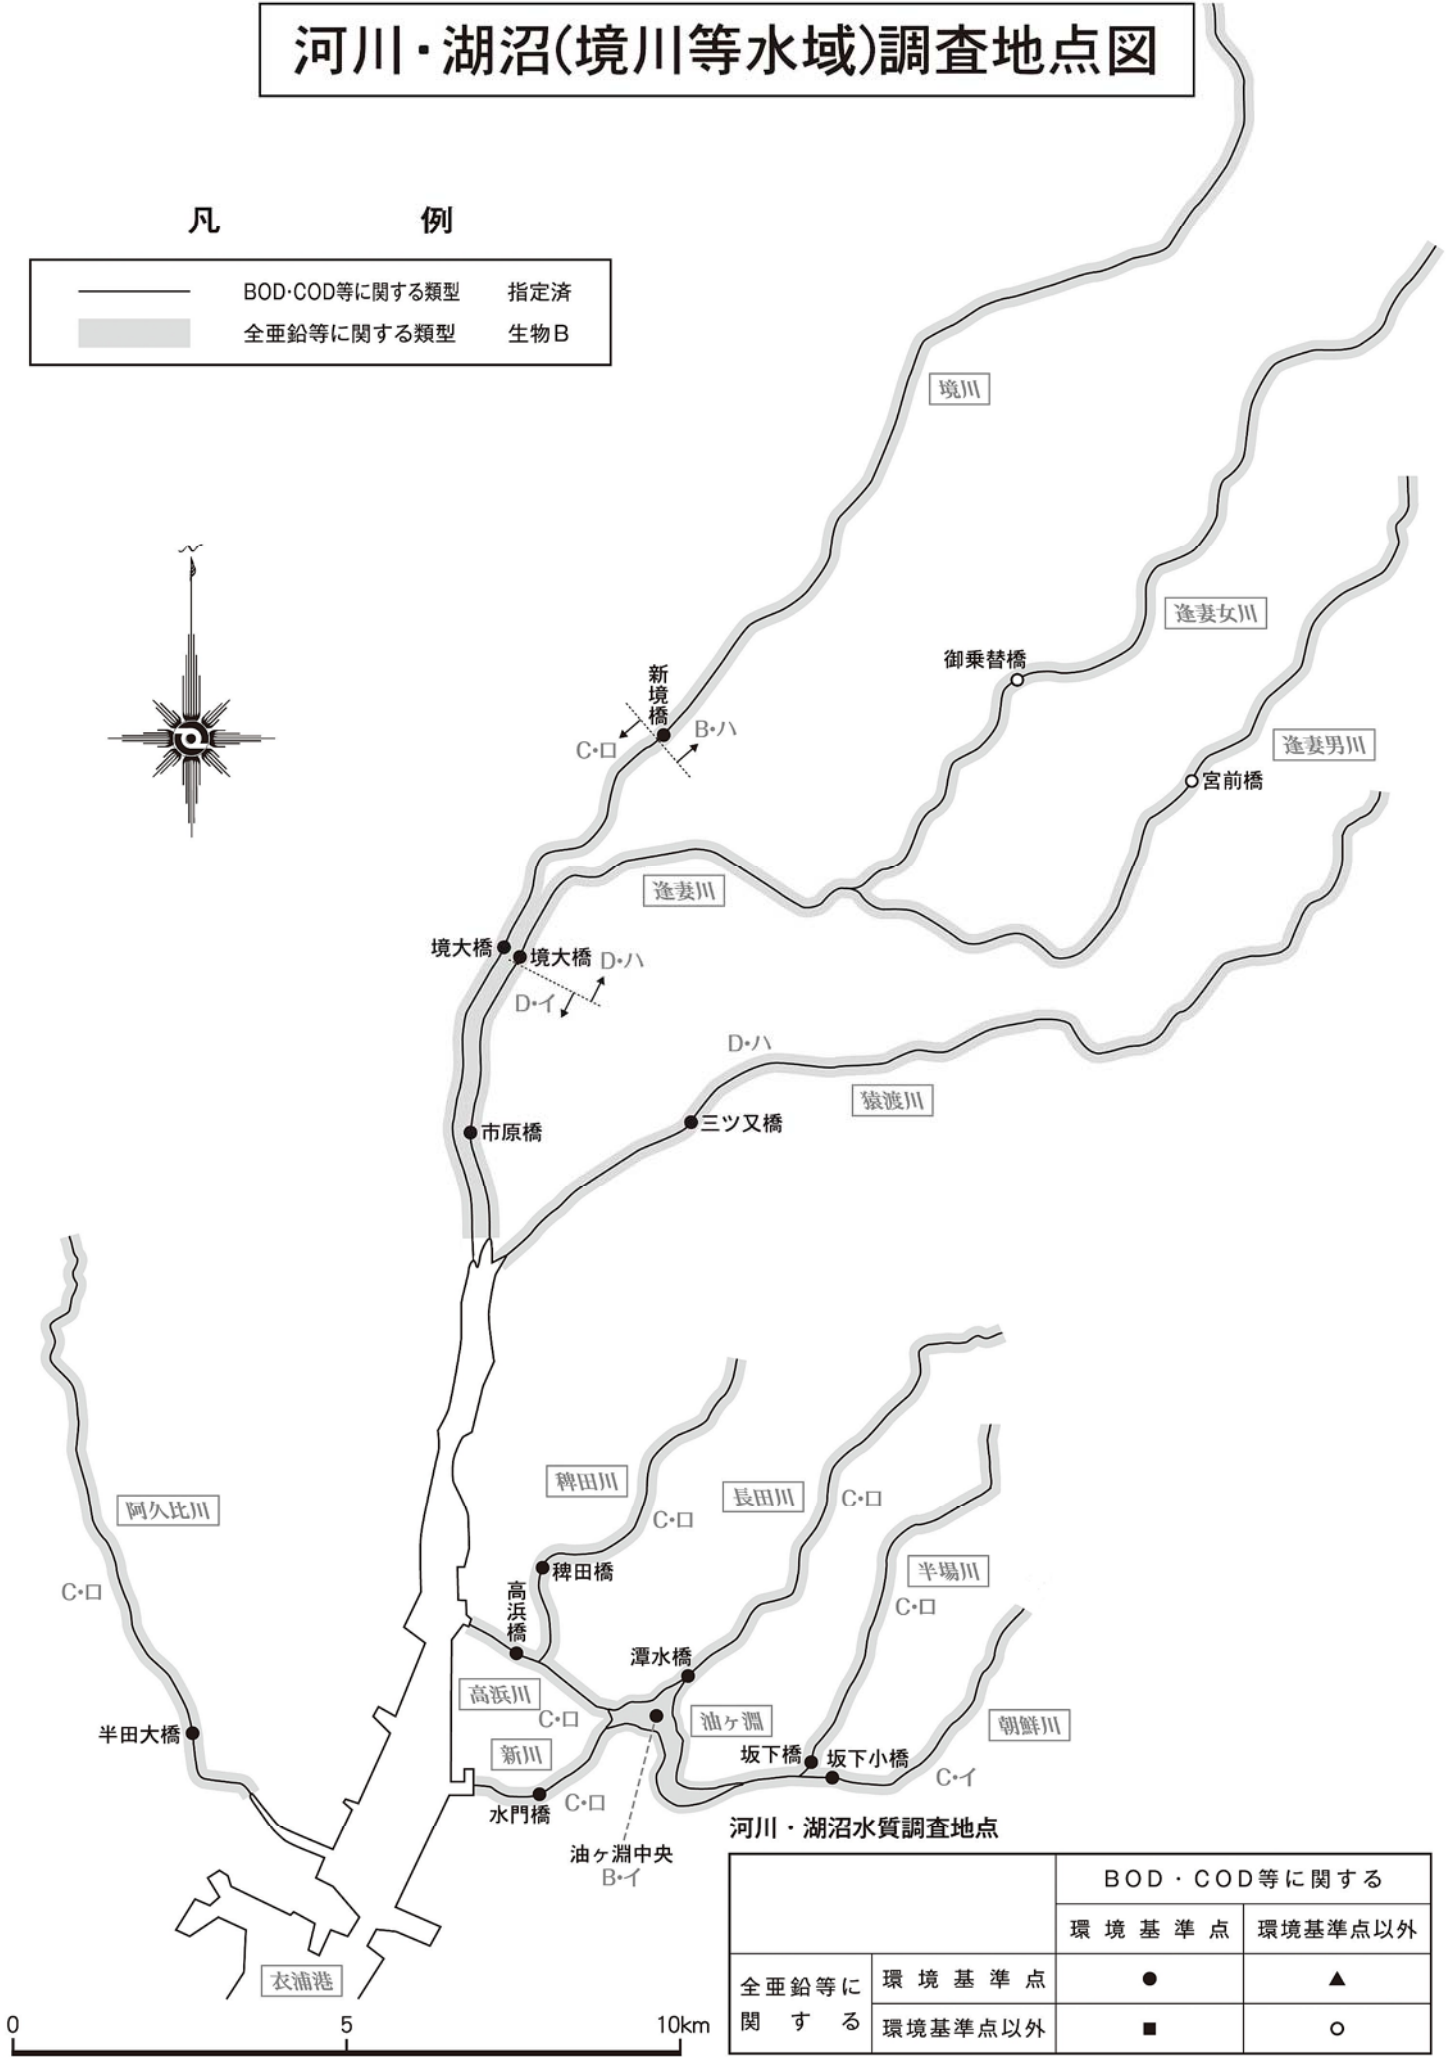 河川・湖沼(境川等水域)調査地点図
凡 例
BOD･COD等に関する類型 指定済
全亜鉛等に関する類型 生物B
境川
逢妻女川
御乗替橋
新境橋
B・ハ
C・ロ
逢妻男川
宮前橋
逢妻川
境大橋
境大橋
D・ハ
D・イ
D・ハ
猿渡川
三ツ又橋
市原橋
稗田川
長田川
C・ロ
C・ロ
阿久比川
稗田橋
半場川
C・ロ
高浜橋
C・ロ
潭水橋
高浜川
C・ロ
油ヶ淵
朝鮮川
半田大橋
新川
坂下橋
坂下小橋
C・イ
水門橋
C・ロ
油ヶ淵中央
B・イ
衣浦港
0 5 10km
河川・湖沼水質調査地点
BOD・COD等に関する
環境基準点 環境基準点以外
全亜鉛等に関する
環境基準点 ● ▲
環境基準点以外 ■ ○